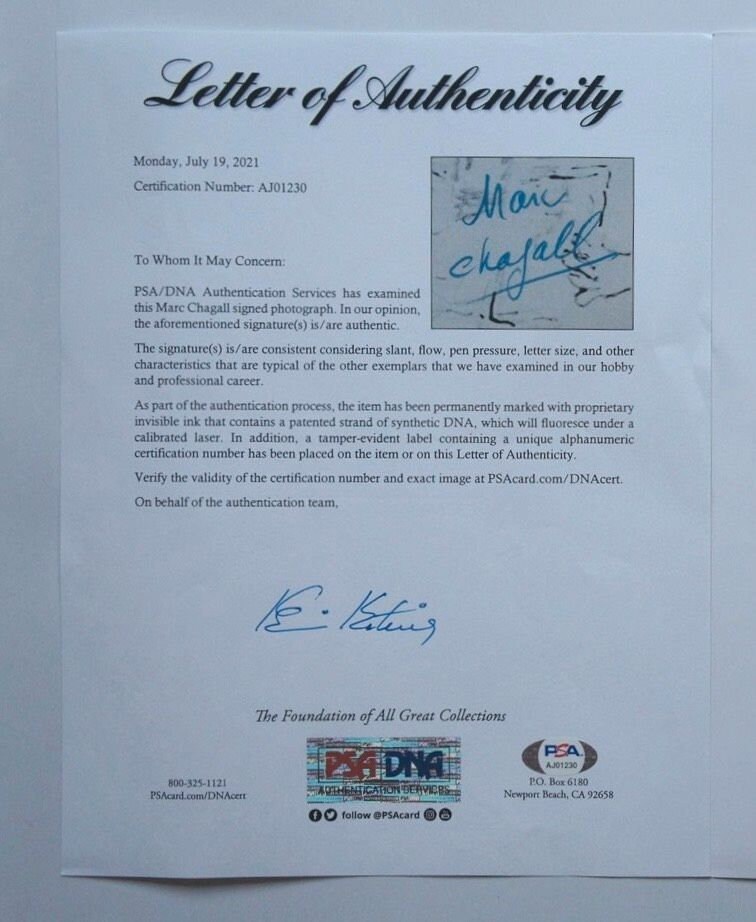 Letter of Authenticity
Monday, July 19, 2021
Certification Number: AJ01230
Marc
Chagall
To Whom It May Concern:
PSA/DNA Authentication Services has examined
this Marc Chagall signed photograph. In our opinion,
the aforementioned signature(s) is/are authentic.
The signature(s) is/are consistent considering slant, flow, pen pressure, letter size, and other
characteristics that are typical of the other exemplars that we have examined in our hobby
and professional career.
As part of the authentication process, the item has been permanently marked with proprietary
invisible ink that contains a patented strand of synthetic DNA, which will fluoresce under a
calibrated laser. In addition, a tamper-evident label containing a unique alphanumeric
certification number has been placed on the item or on this Letter of Authenticity.
Verify the validity of the certification number and exact image at PSAcard.com/DNAcert.
On behalf of the authentication team,
The Foundation of All Great Collections
800-325-1121
PSAcard.com/DNAcert
PSA DNA
AUTHENTICATION SERVICES
follow @PSAcard
PSA
AJ01230
P.O. Box 6180
Newport Beach, CA 92658